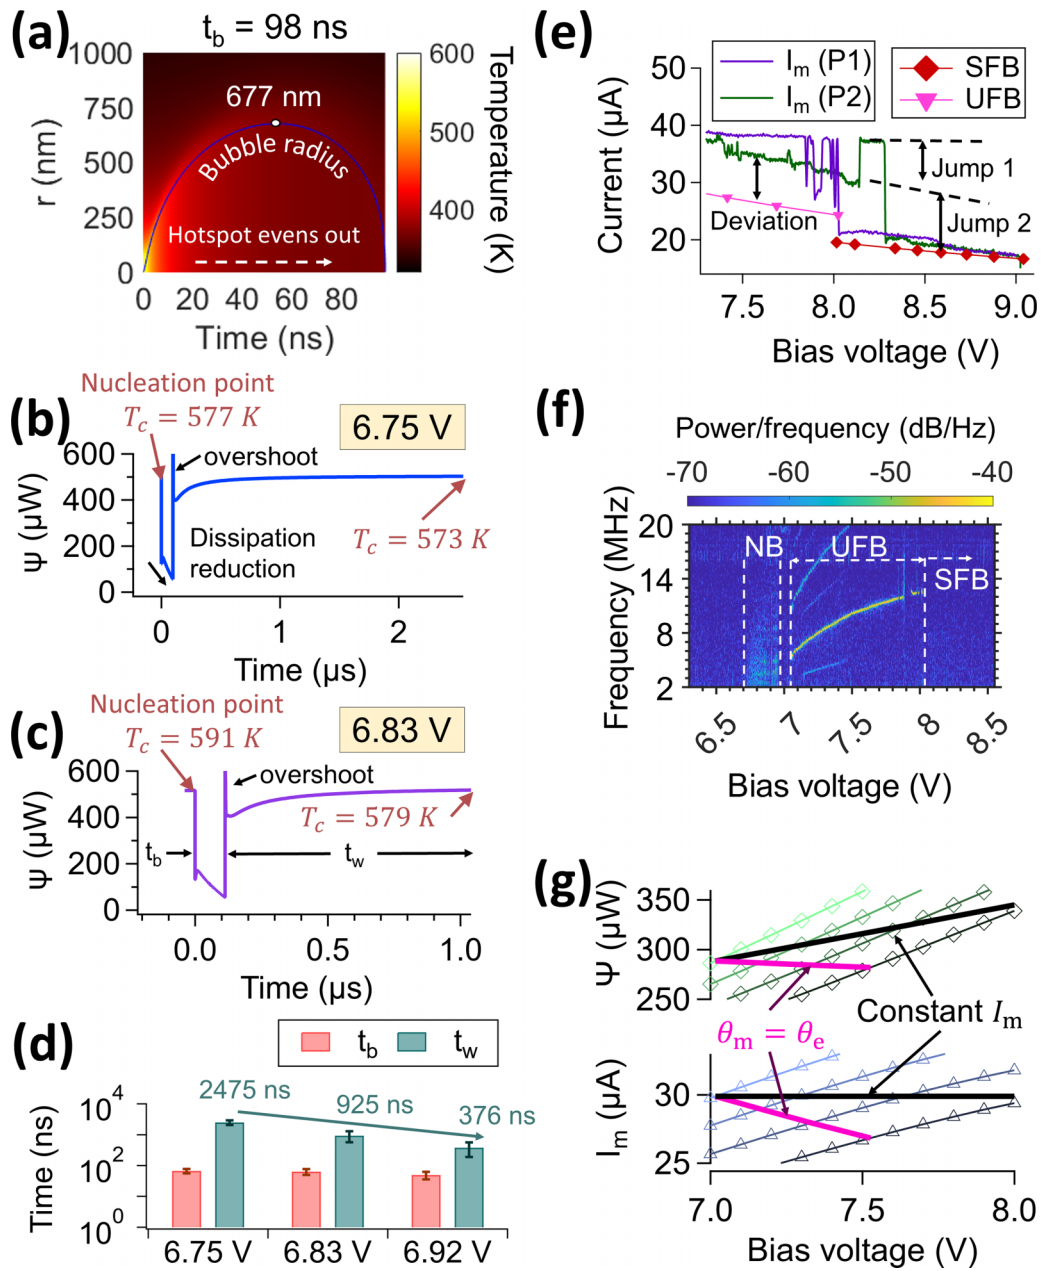 (a)
t_b = 98 ns
1000
750
500
250
0
r (nm)
677 nm
Bubble radius
Hotspot evens out
0 20 40 60 80
Time (ns)
600
500
400
Temperature (K)
(b)
Nucleation point
T_c = 577 K
6.75 V
600
400
200
0
Ψ (μW)
overshoot
Dissipation
reduction
T_c = 573 K
0 1 2
Time (μs)
(c)
Nucleation point
T_c = 591 K
6.83 V
600
400
200
0
Ψ (μW)
overshoot
T_c = 579 K
t_b
t_w
0.0 0.5 1.0
Time (μs)
(d)
t_b t_w
10^4
10^2
10^0
Time (ns)
2475 ns
925 ns
376 ns
6.75 V 6.83 V 6.92 V
(e)
I_m (P1)
I_m (P2)
SFB
UFB
50
40
30
20
Current (μA)
Jump 1
Jump 2
Deviation
7.5 8.0 8.5 9.0
Bias voltage (V)
(f)
Power/frequency (dB/Hz)
-70 -60 -50 -40
20
14
8
2
Frequency (MHz)
NB UFB
SFB
6.5 7 7.5 8 8.5
Bias voltage (V)
(g)
350
300
250
Ψ (μW)
Constant I_m
θ_m = θ_e
30
25
I_m (μA)
7.0 7.5 8.0
Bias voltage (V)